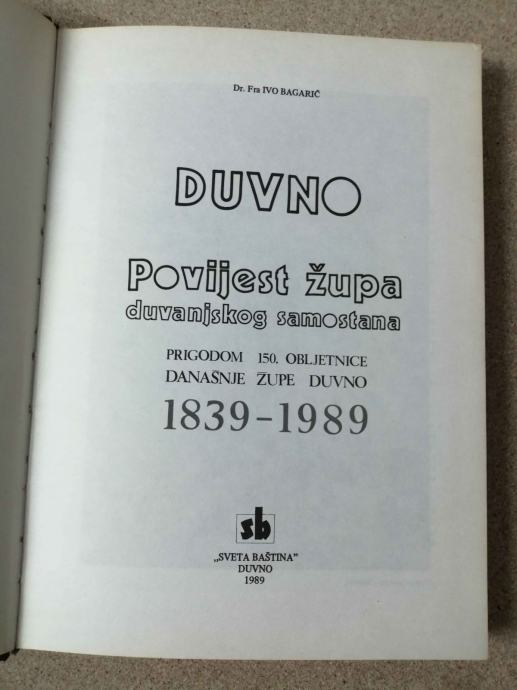 Dr. Fra IVO BAGARIČ
DUVNO
Povijest župa
duvanjskog samostana
PRIGODOM 150. OBLJETNICE
DANAŠNJE ŽUPE DUVNO
1839-1989
sb
„SVETA BAŠTINA”
DUVNO
1989